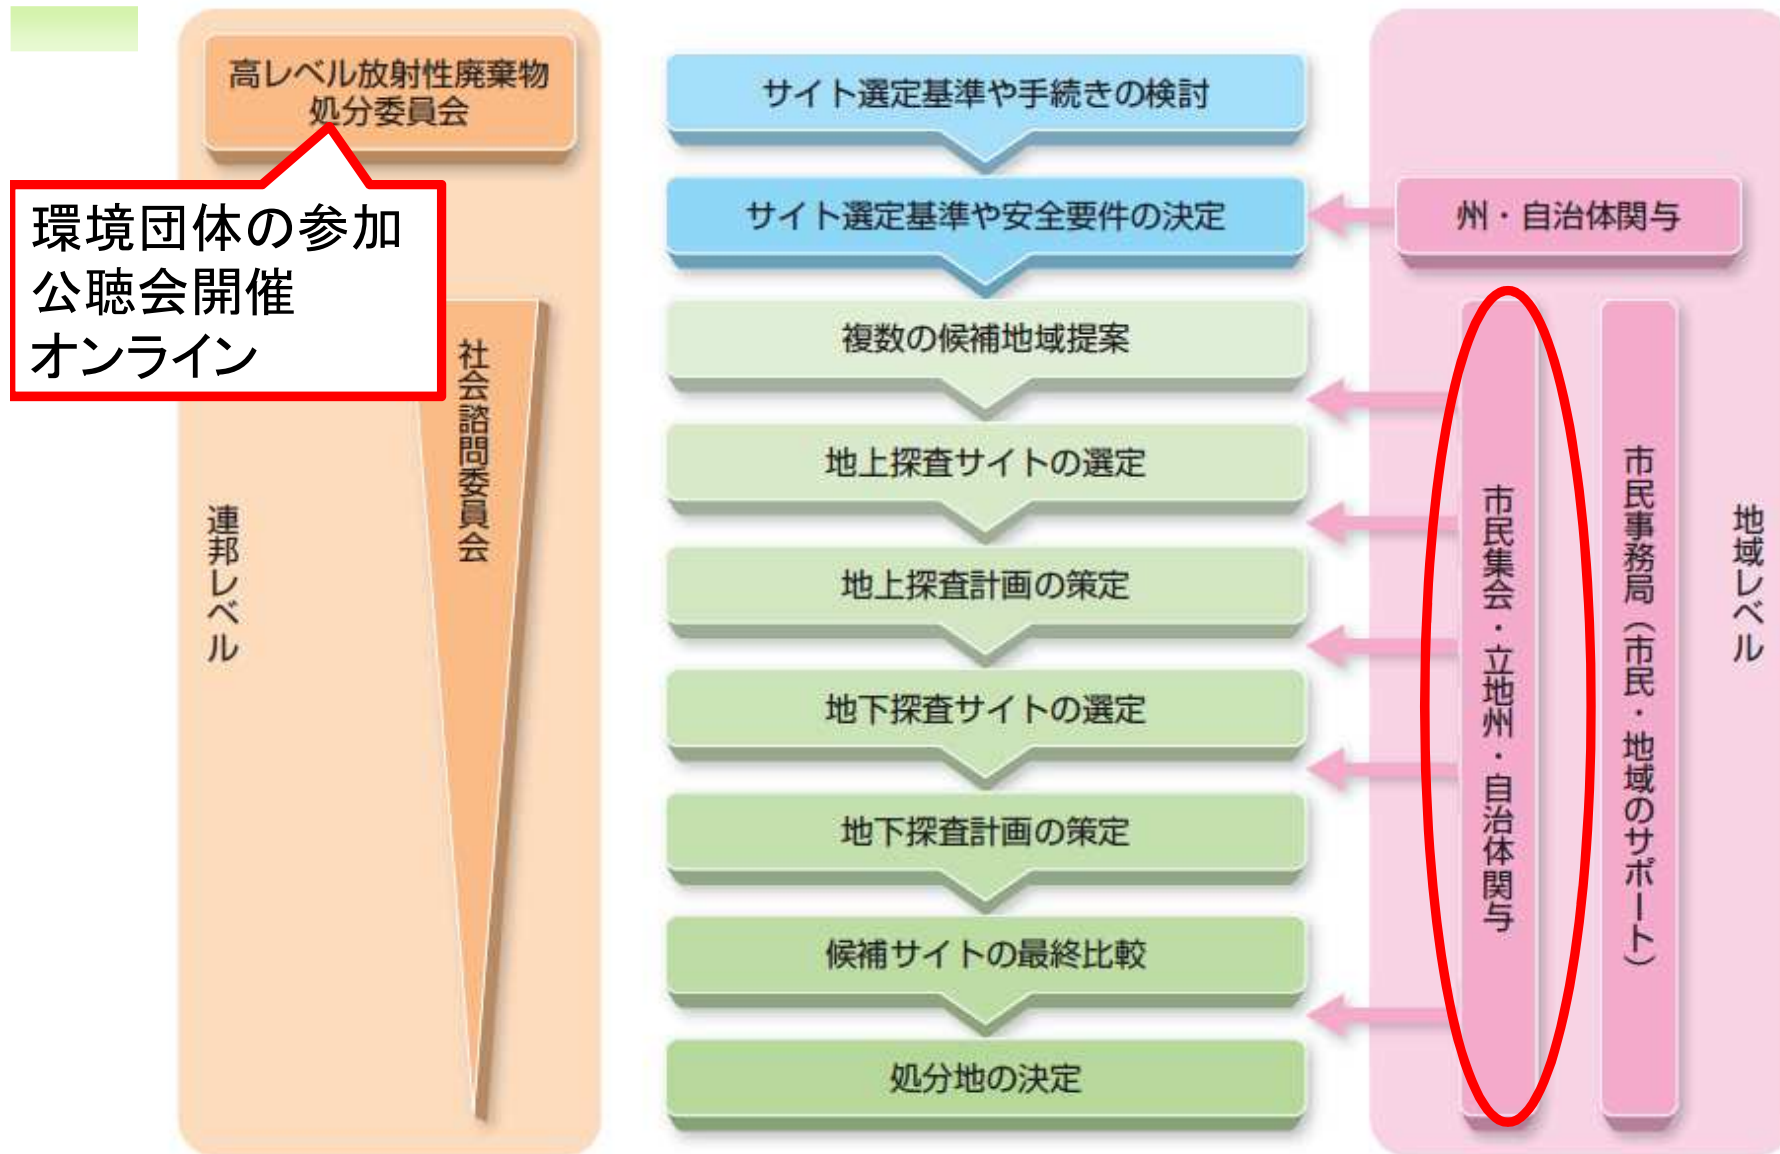 高レベル放射性廃棄物
処分委員会
環境団体の参加
公聴会開催
オンライン
社会諮問委員会
連邦レベル
サイト選定基準や手続きの検討
サイト選定基準や安全要件の決定
複数の候補地域提案
地上探査サイトの選定
地上探査計画の策定
地下探査サイトの選定
地下探査計画の策定
候補サイトの最終比較
処分地の決定
州・自治体関与
市民集会・立地州・自治体関与
市民事務局（市民・地域のサポート）
地域レベル